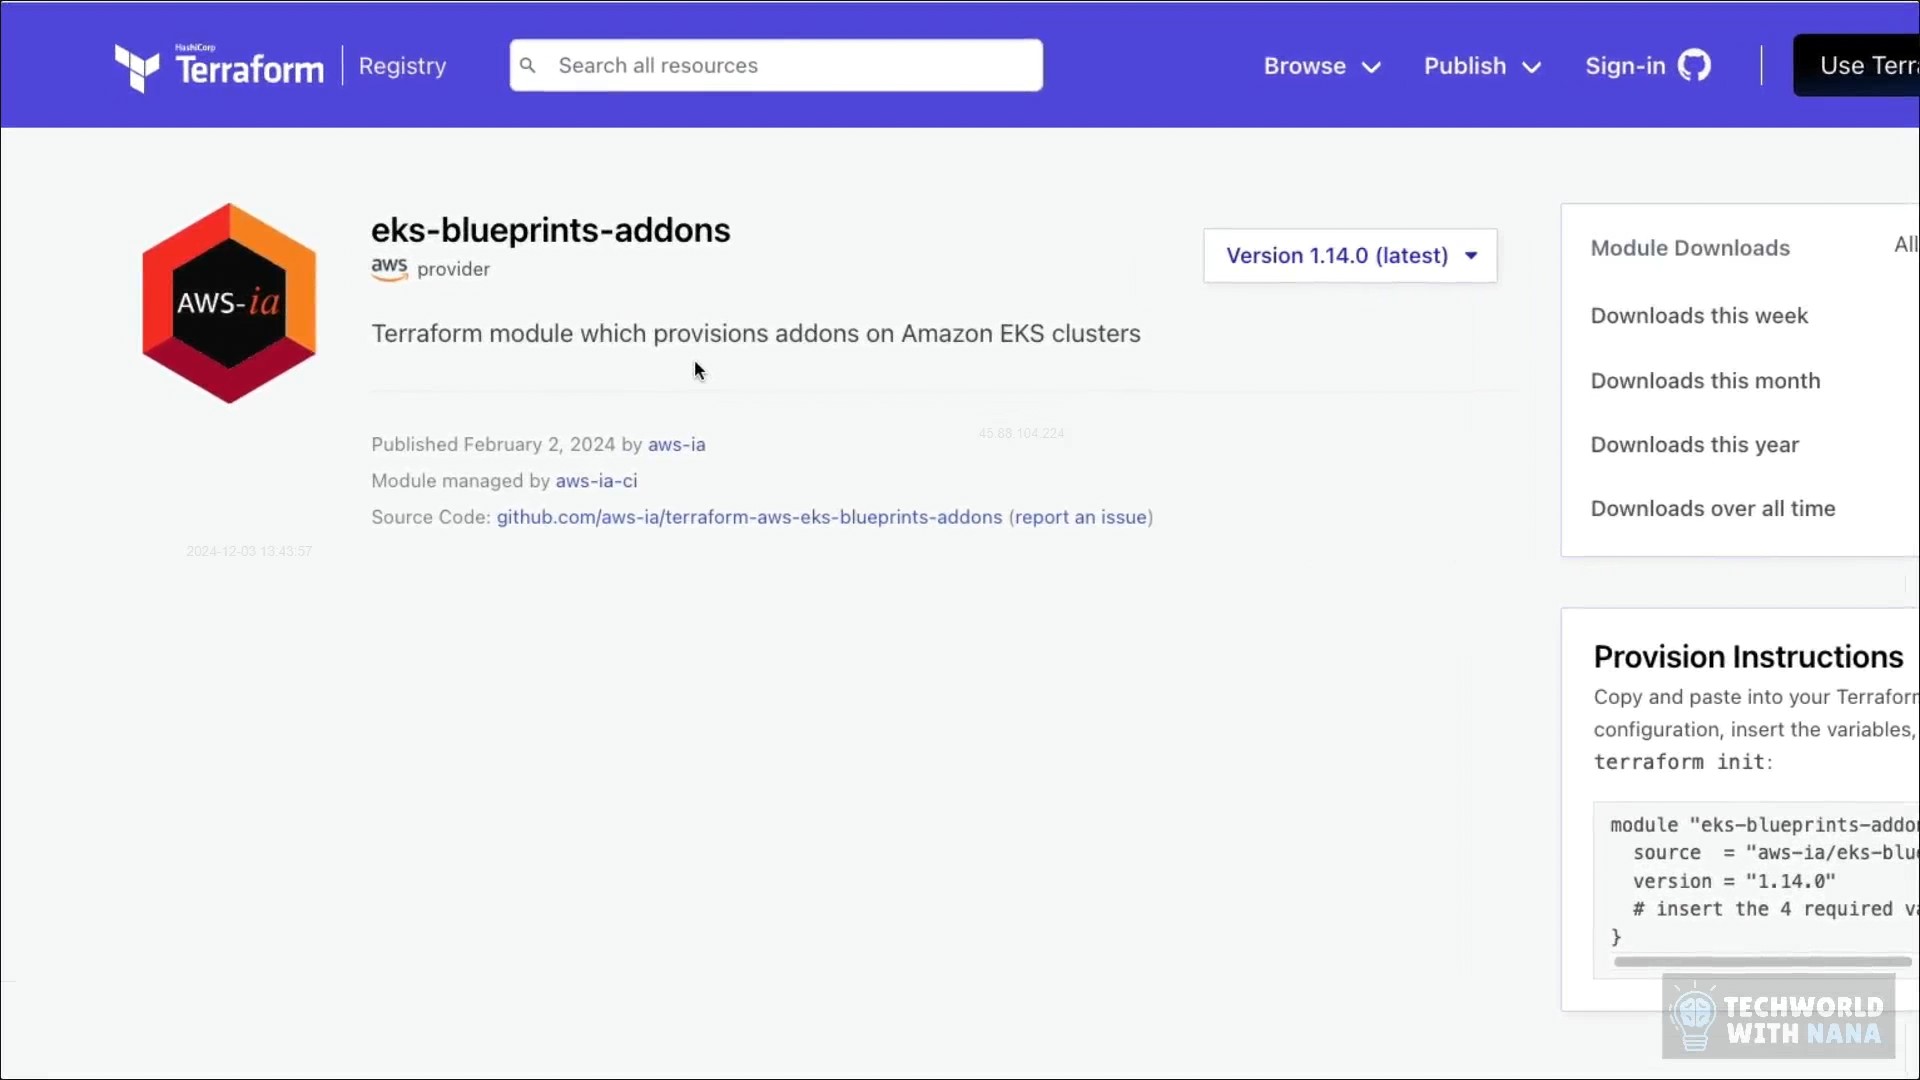 HashiCorp
Terraform
Registry
Search all resources
Browse
Publish
Sign-in
Use Terra
AWS-ia
eks-blueprints-addons
aws provider
Version 1.14.0 (latest)
Terraform module which provisions addons on Amazon EKS clusters
45.88.104.224
Published February 2, 2024 by aws-ia
Module managed by aws-ia-ci
Source Code: github.com/aws-ia/terraform-aws-eks-blueprints-addons (report an issue)
2024-12-03 13:43:57
Module Downloads
All
Downloads this week
Downloads this month
Downloads this year
Downloads over all time
Provision Instructions
Copy and paste into your Terraform
configuration, insert the variables,
terraform init:
module "eks-blueprints-addon
source = "aws-ia/eks-blue
version = "1.14.0"
# insert the 4 required va
}
TECHWORLD
WITH NANA